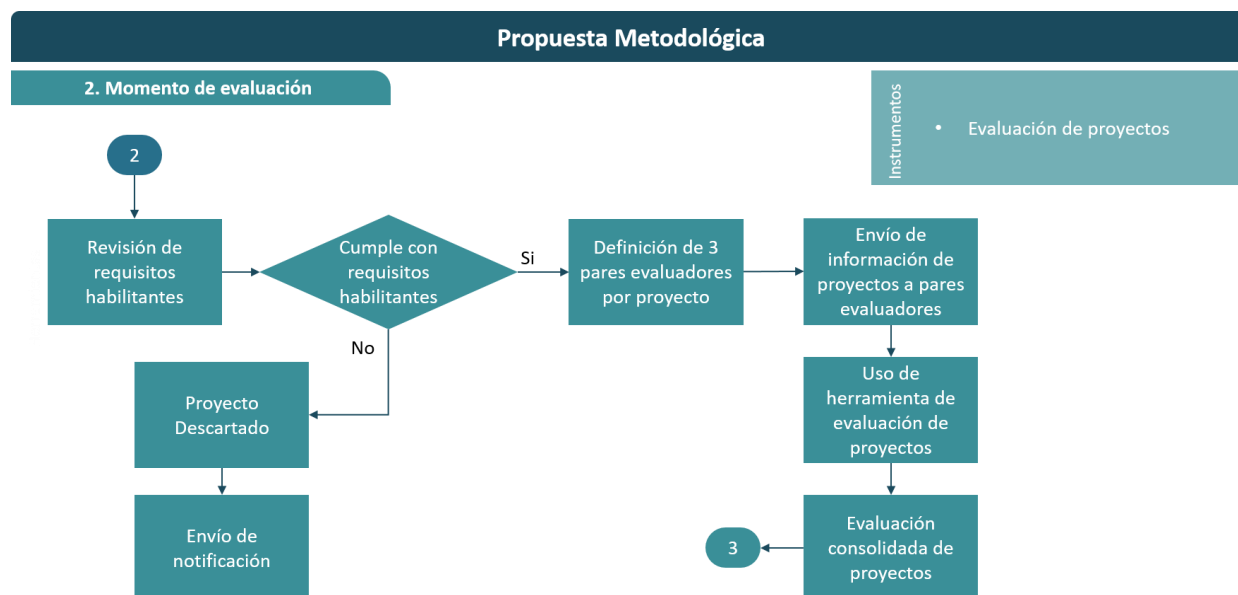 Propuesta Metodológica
2. Momento de evaluación
Instrumentos
• Evaluación de proyectos
2
Revisión de
requisitos
habilitantes
Cumple con
requisitos
habilitantes
Si
Definición de 3
pares evaluadores
por proyecto
Envío de
información de
proyectos a pares
evaluadores
No
Proyecto
Descartado
Uso de
herramienta de
evaluación de
proyectos
Envío de
notificación
3
Evaluación
consolidada de
proyectos